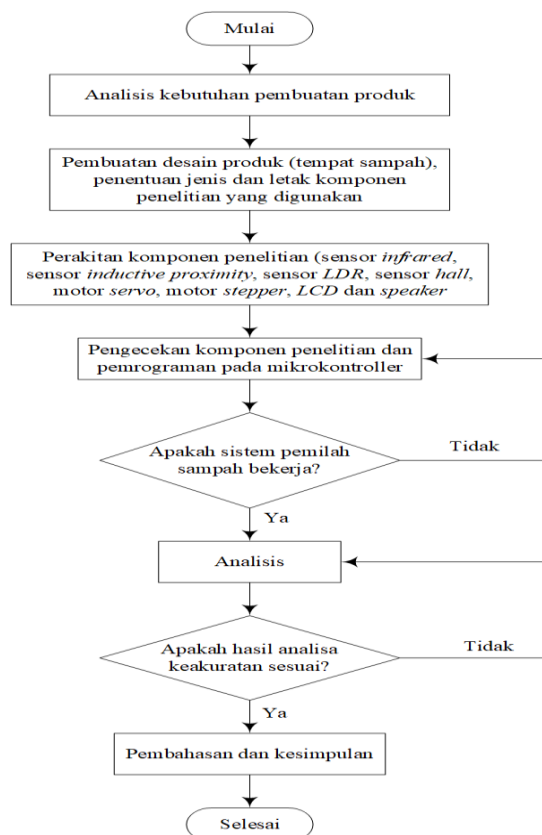 Mulai
Analisis kebutuhan pembuatan produk
Pembuatan desain produk (tempat sampah),
penentuan jenis dan letak komponen
penelitian yang digunakan
Perakitan komponen penelitian (sensor infrared,
sensor inductive proximity, sensor LDR, sensor hall,
motor servo, motor stepper, LCD dan speaker
Pengecekan komponen penelitian dan
pemrograman pada mikrokontroller
Apakah sistem pemilah
sampah bekerja?
Tidak
Ya
Analisis
Apakah hasil analisa
keakuratan sesuai?
Tidak
Ya
Pembahasan dan kesimpulan
Selesai